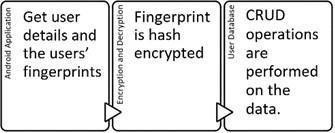 Android Application
Get user
details and
the users'
fingerprints
Encryption and Decryption
Fingerprint
is hash
encrypted
User Database
CRUD
operations
are
performed
on the
data.